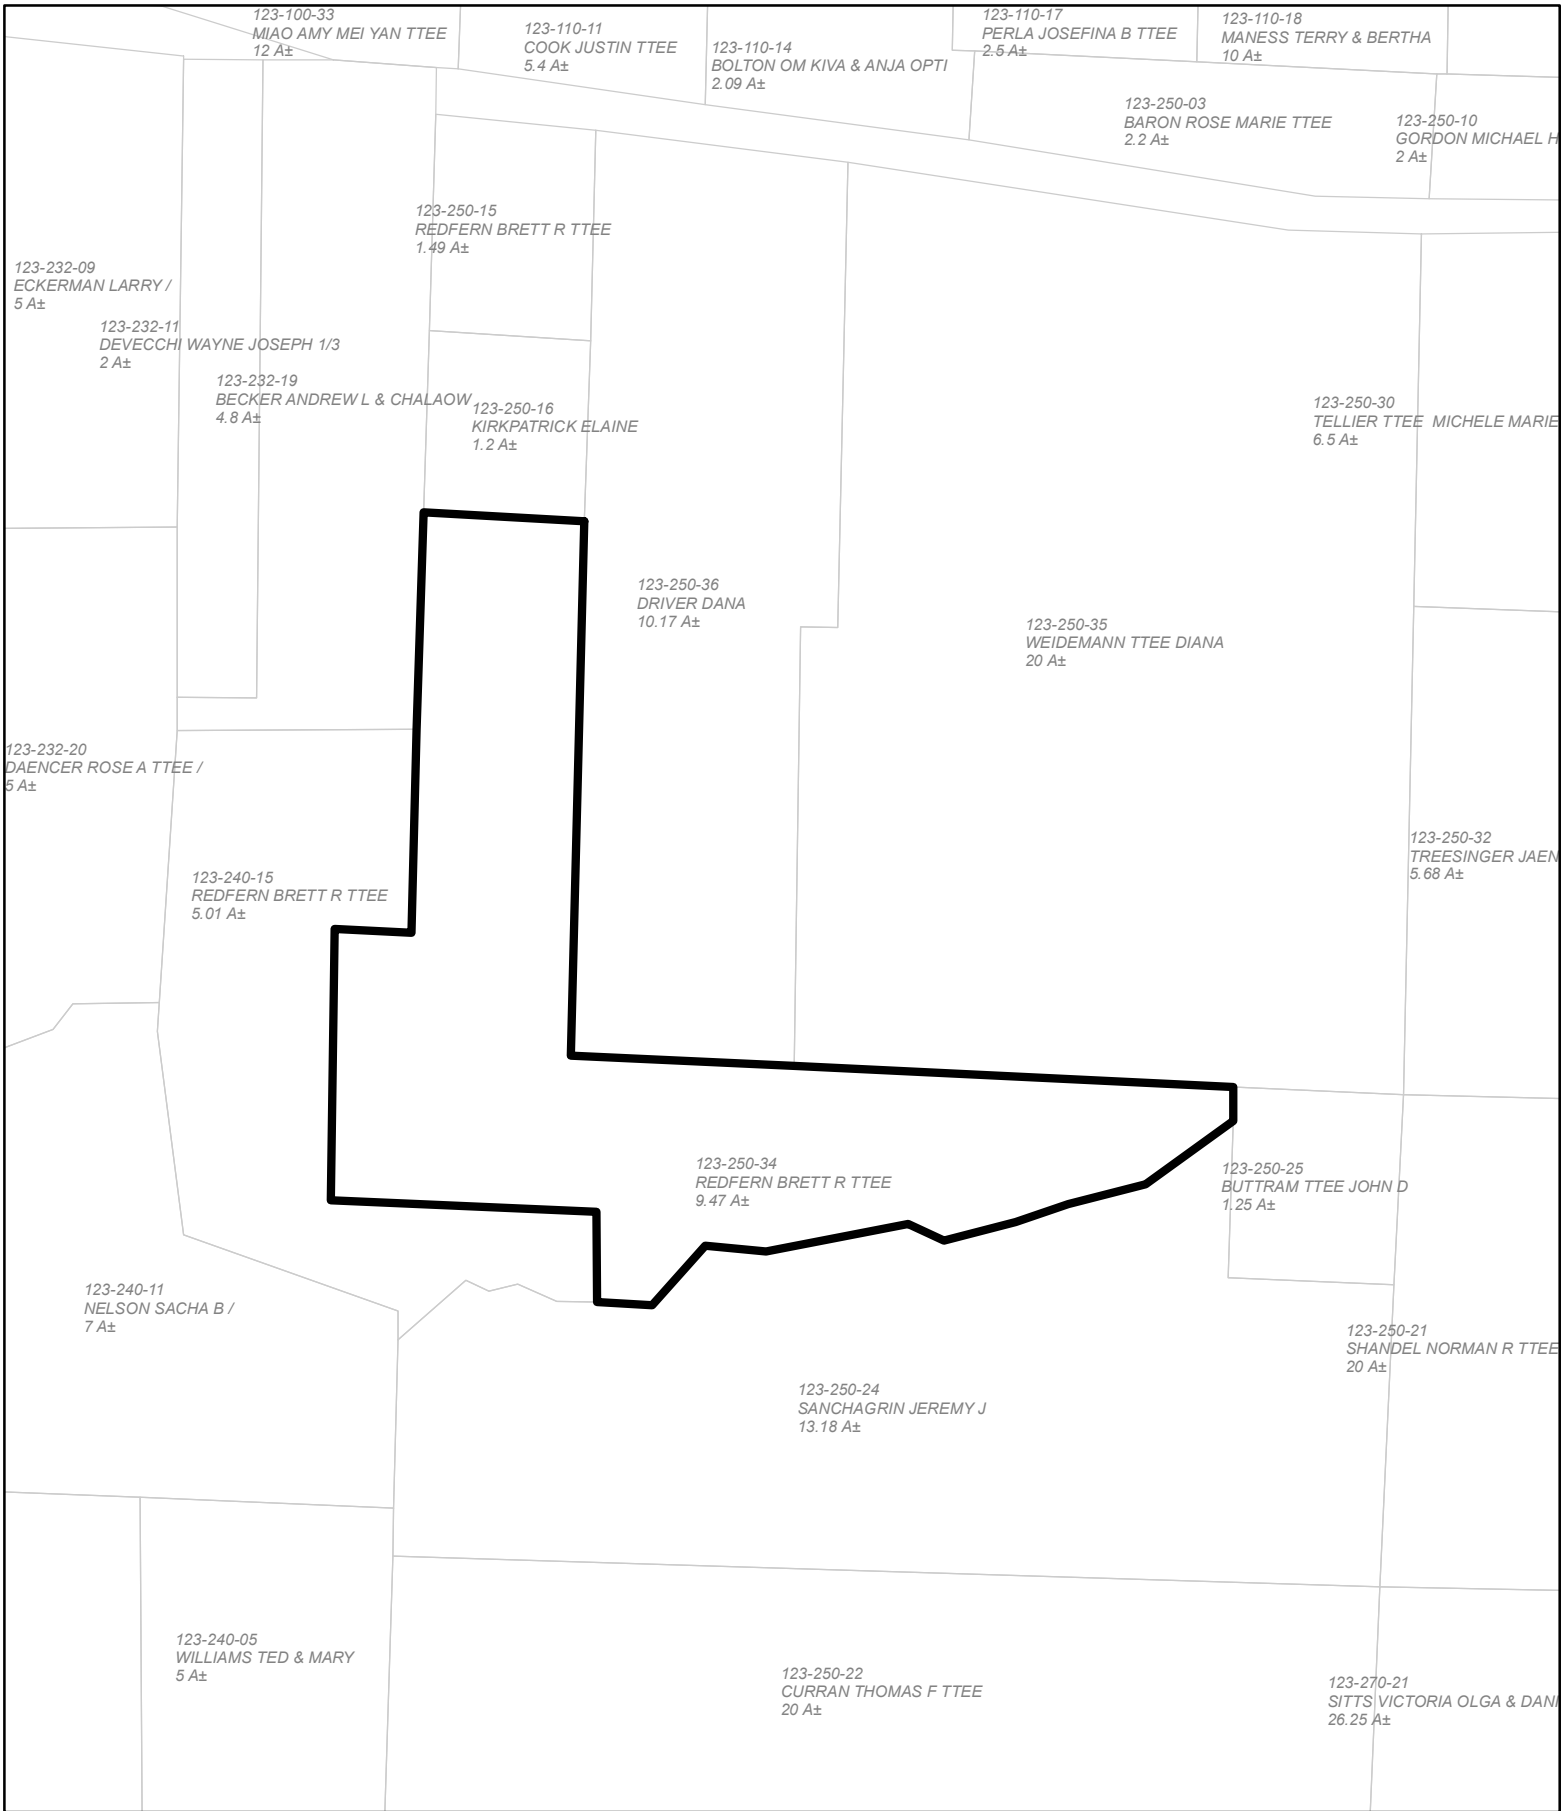 123-100-33
MIAO AMY MEI YAN TTEE
12 A±
123-110-11
COOK JUSTIN TTEE
5.4 A±
123-110-14
BOLTON OM KIVA & ANJA OPTI
2.09 A±
123-110-17
PERLA JOSEFINA B TTEE
2.5 A±
123-110-18
MANESS TERRY & BERTHA
10 A±
123-250-03
BARON ROSE MARIE TTEE
2.2 A±
123-250-10
GORDON MICHAEL H
2 A±
123-250-15
REDFERN BRETT R TTEE
1.49 A±
123-232-09
ECKERMAN LARRY /
5 A±
123-232-11
DEVECCHI WAYNE JOSEPH 1/3
2 A±
123-232-19
BECKER ANDREW L & CHALAOW
4.8 A±
123-250-16
KIRKPATRICK ELAINE
1.2 A±
123-250-30
TELLIER TTEE  MICHELE MARIE
6.5 A±
123-250-36
DRIVER DANA
10.17 A±
123-250-35
WEIDEMANN TTEE DIANA
20 A±
123-232-20
DAENCER ROSE A TTEE /
5 A±
123-250-32
TREESINGER JAEN
5.68 A±
123-240-15
REDFERN BRETT R TTEE
5.01 A±
123-250-34
REDFERN BRETT R TTEE
9.47 A±
123-250-25
BUTTRAM TTEE JOHN D
1.25 A±
123-240-11
NELSON SACHA B /
7 A±
123-250-21
SHANDEL NORMAN R TTEE
20 A±
123-250-24
SANCHAGRIN JEREMY J
13.18 A±
123-240-05
WILLIAMS TED & MARY
5 A±
123-250-22
CURRAN THOMAS F TTEE
20 A±
123-270-21
SITTS VICTORIA OLGA & DANI
26.25 A±